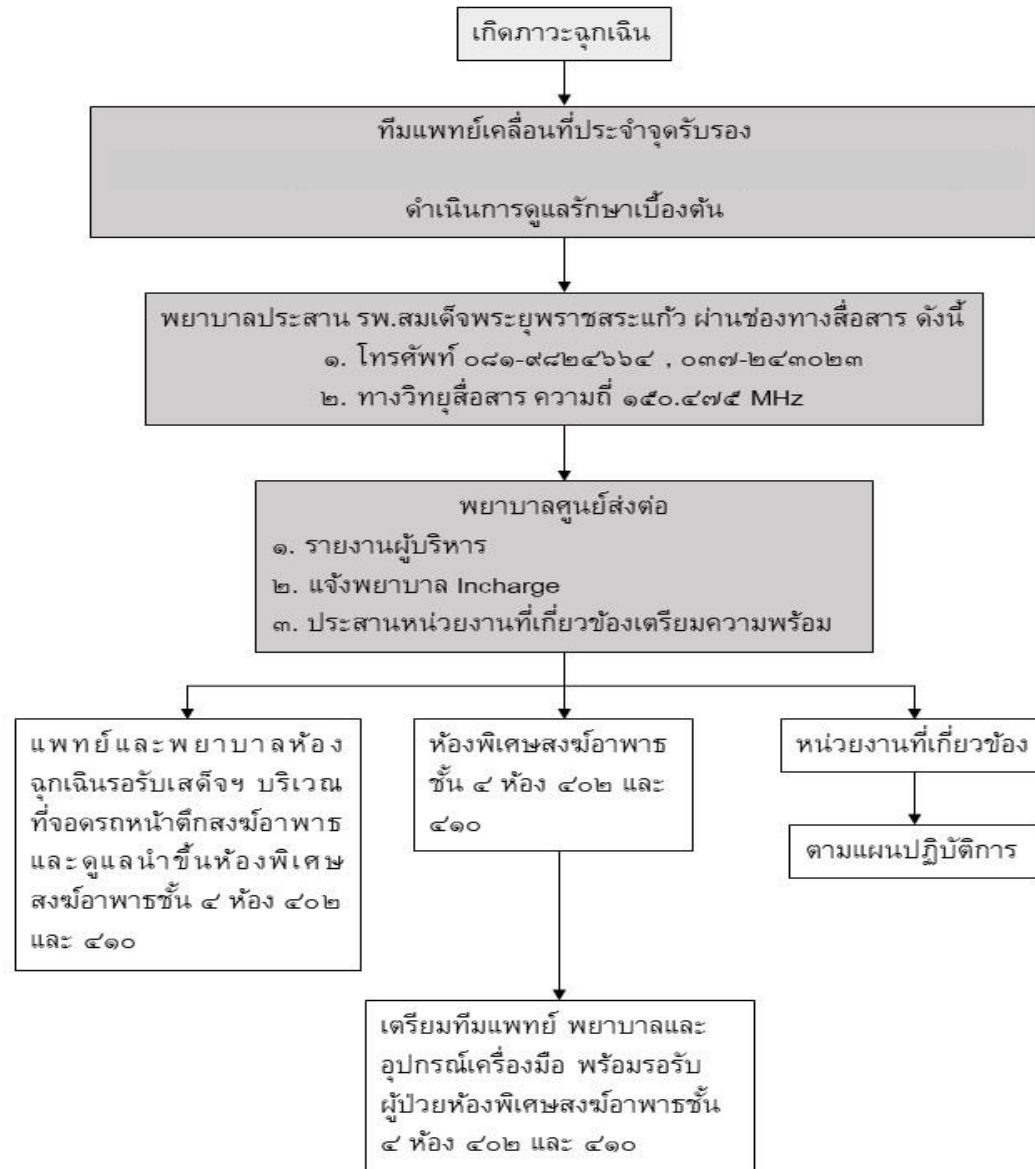 เกิดภาวะฉุกเฉิน
ทีมแพทย์เคลื่อนที่ประจำจุดรับรอง
ดำเนินการดูแลรักษาเบื้องต้น
พยาบาลประสาน รพ.สมเด็จพระยุพราชสระแก้ว ผ่านช่องทางสื่อสาร ดังนี้
๑. โทรศัพท์ ๐๘๑-๙๘๒๔๖๖๔ , ๐๓๗-๒๔๓๐๒๓
๒. ทางวิทยุสื่อสาร ความถี่ ๑๕๐.๔๗๕ MHz
พยาบาลศูนย์ส่งต่อ
๑. รายงานผู้บริหาร
๒. แจ้งพยาบาล Incharge
๓. ประสานหน่วยงานที่เกี่ยวข้องเตรียมความพร้อม
แพทย์และพยาบาลห้อง
ฉุกเฉินรอรับเสด็จฯ บริเวณ
ที่จอดรถหน้าตึกสงฆ์อาพาธ
และดูแลนำขึ้นห้องพิเศษ
สงฆ์อาพาธชั้น ๔ ห้อง ๔๐๒
และ ๔๑๐
ห้องพิเศษสงฆ์อาพาธ
ชั้น ๔ ห้อง ๔๐๒ และ
๔๑๐
หน่วยงานที่เกี่ยวข้อง
ตามแผนปฏิบัติการ
เตรียมทีมแพทย์ พยาบาลและ
อุปกรณ์เครื่องมือ พร้อมรอรับ
ผู้ป่วยห้องพิเศษสงฆ์อาพาธชั้น
๔ ห้อง ๔๐๒ และ ๔๑๐